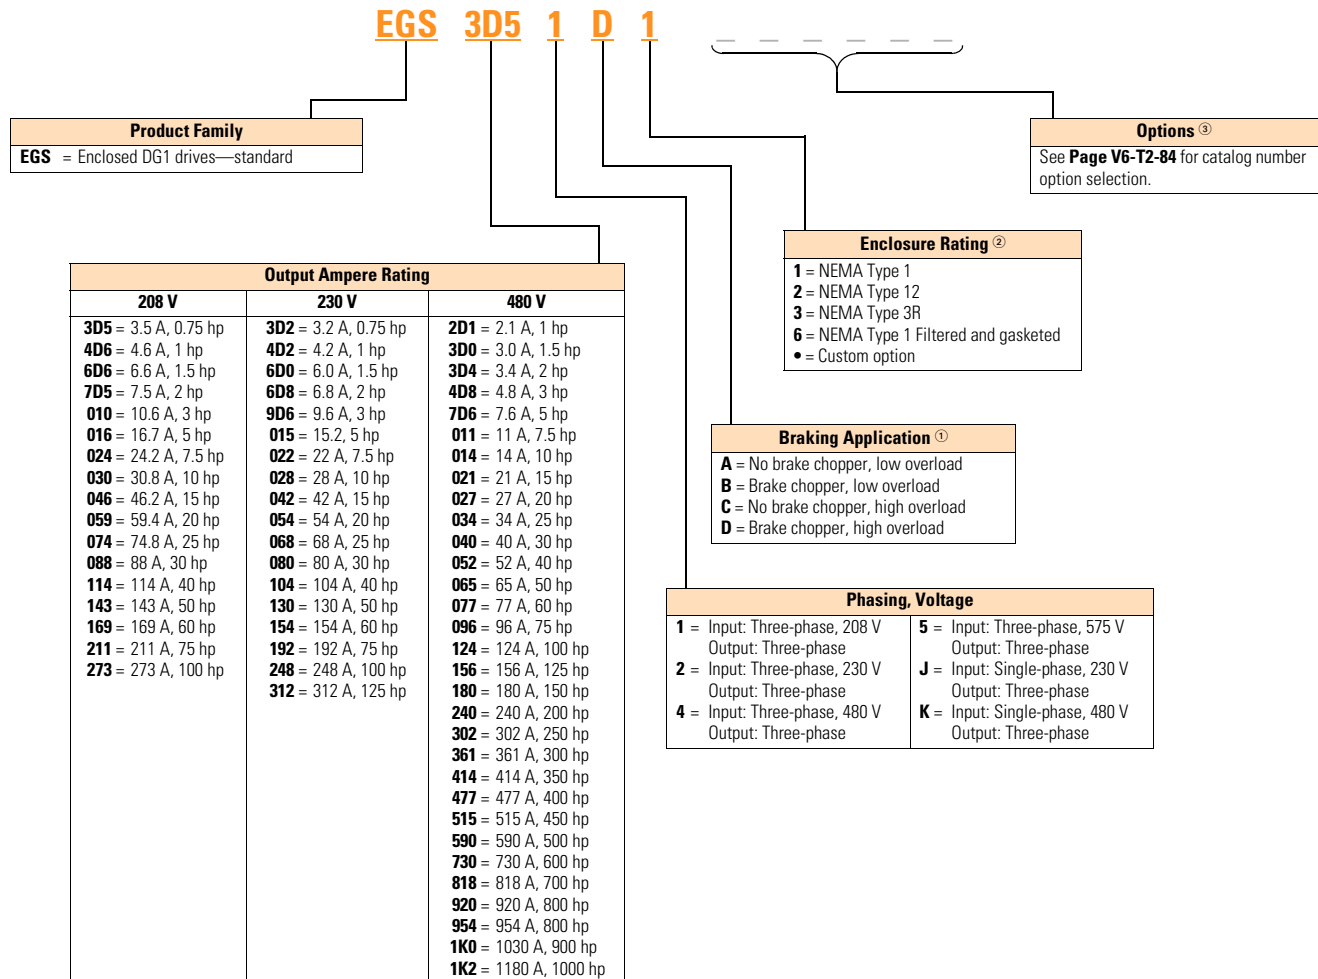 EGS 3D5 1 D 1 _ _ _ _ _ _
Product Family
EGS = Enclosed DG1 drives—standard
Options ③
See Page V6-T2-84 for catalog number
option selection.
Enclosure Rating ②
1 = NEMA Type 1
2 = NEMA Type 12
3 = NEMA Type 3R
6 = NEMA Type 1 Filtered and gasketed
• = Custom option
Output Ampere Rating
208 V
3D5 = 3.5 A, 0.75 hp
4D6 = 4.6 A, 1 hp
6D6 = 6.6 A, 1.5 hp
7D5 = 7.5 A, 2 hp
010 = 10.6 A, 3 hp
016 = 16.7 A, 5 hp
024 = 24.2 A, 7.5 hp
030 = 30.8 A, 10 hp
046 = 46.2 A, 15 hp
059 = 59.4 A, 20 hp
074 = 74.8 A, 25 hp
088 = 88 A, 30 hp
114 = 114 A, 40 hp
143 = 143 A, 50 hp
169 = 169 A, 60 hp
211 = 211 A, 75 hp
273 = 273 A, 100 hp
230 V
3D2 = 3.2 A, 0.75 hp
4D2 = 4.2 A, 1 hp
6D0 = 6.0 A, 1.5 hp
6D8 = 6.8 A, 2 hp
9D6 = 9.6 A, 3 hp
015 = 15.2, 5 hp
022 = 22 A, 7.5 hp
028 = 28 A, 10 hp
042 = 42 A, 15 hp
054 = 54 A, 20 hp
068 = 68 A, 25 hp
080 = 80 A, 30 hp
104 = 104 A, 40 hp
130 = 130 A, 50 hp
154 = 154 A, 60 hp
192 = 192 A, 75 hp
248 = 248 A, 100 hp
312 = 312 A, 125 hp
480 V
2D1 = 2.1 A, 1 hp
3D0 = 3.0 A, 1.5 hp
3D4 = 3.4 A, 2 hp
4D8 = 4.8 A, 3 hp
7D6 = 7.6 A, 5 hp
011 = 11 A, 7.5 hp
014 = 14 A, 10 hp
021 = 21 A, 15 hp
027 = 27 A, 20 hp
034 = 34 A, 25 hp
040 = 40 A, 30 hp
052 = 52 A, 40 hp
065 = 65 A, 50 hp
077 = 77 A, 60 hp
096 = 96 A, 75 hp
124 = 124 A, 100 hp
156 = 156 A, 125 hp
180 = 180 A, 150 hp
240 = 240 A, 200 hp
302 = 302 A, 250 hp
361 = 361 A, 300 hp
414 = 414 A, 350 hp
477 = 477 A, 400 hp
515 = 515 A, 450 hp
590 = 590 A, 500 hp
730 = 730 A, 600 hp
818 = 818 A, 700 hp
920 = 920 A, 800 hp
954 = 954 A, 800 hp
1K0 = 1030 A, 900 hp
1K2 = 1180 A, 1000 hp
Braking Application ①
A = No brake chopper, low overload
B = Brake chopper, low overload
C = No brake chopper, high overload
D = Brake chopper, high overload
Phasing, Voltage
1 = Input: Three-phase, 208 V
Output: Three-phase
2 = Input: Three-phase, 230 V
Output: Three-phase
4 = Input: Three-phase, 480 V
Output: Three-phase
5 = Input: Three-phase, 575 V
Output: Three-phase
J = Input: Single-phase, 230 V
Output: Three-phase
K = Input: Single-phase, 480 V
Output: Three-phase